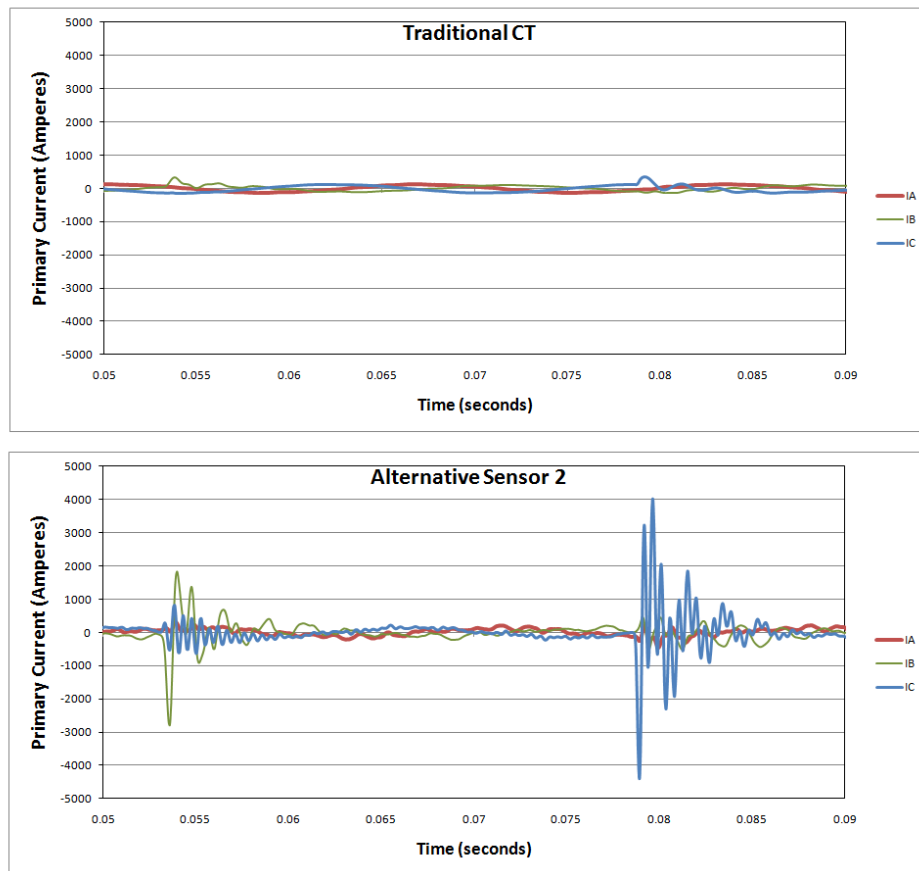 Traditional CT
Primary Current (Amperes)
5000
4000
3000
2000
1000
0
-1000
-2000
-3000
-4000
-5000
0.05 0.055 0.06 0.065 0.07 0.075 0.08 0.085 0.09
Time (seconds)
IA
IB
IC
Alternative Sensor 2
Primary Current (Amperes)
5000
4000
3000
2000
1000
0
-1000
-2000
-3000
-4000
-5000
0.05 0.055 0.06 0.065 0.07 0.075 0.08 0.085 0.09
Time (seconds)
IA
IB
IC